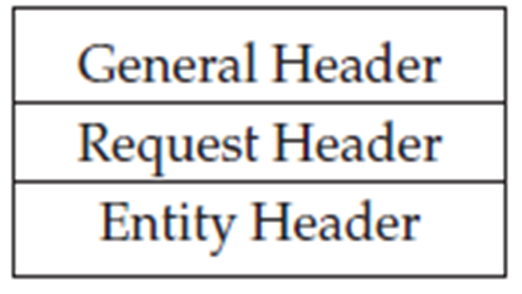 General Header
Request Header
Entity Header